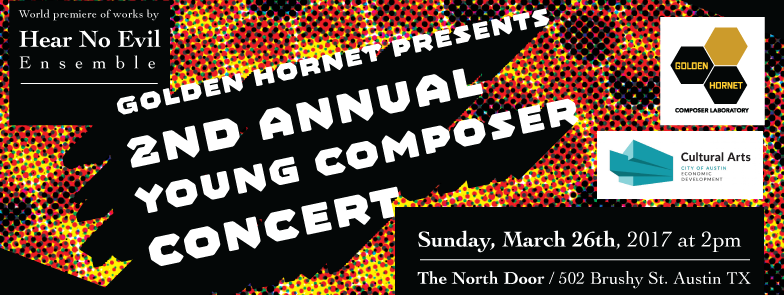 World premiere of works by
Hear No Evil
Ensemble
GOLDEN HORNET PRESENTS
2ND ANNUAL
YOUNG COMPOSER
CONCERT
GOLDEN
HORNET
COMPOSER LABORATORY
Cultural Arts
CITY OF AUSTIN
ECONOMIC
DEVELOPMENT
Sunday, March 26th, 2017 at 2pm
The North Door / 502 Brushy St. Austin TX